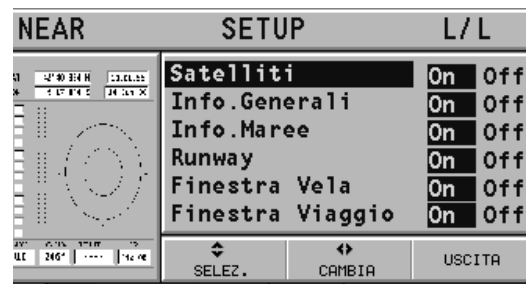 NEAR SETUP L/L
Satelliti On Off
Info.Generali On Off
Info.Maree On Off
Runway On Off
Finestra Vela On Off
Finestra Viaggio On Off
SELEZ. CAMBIA USCITA